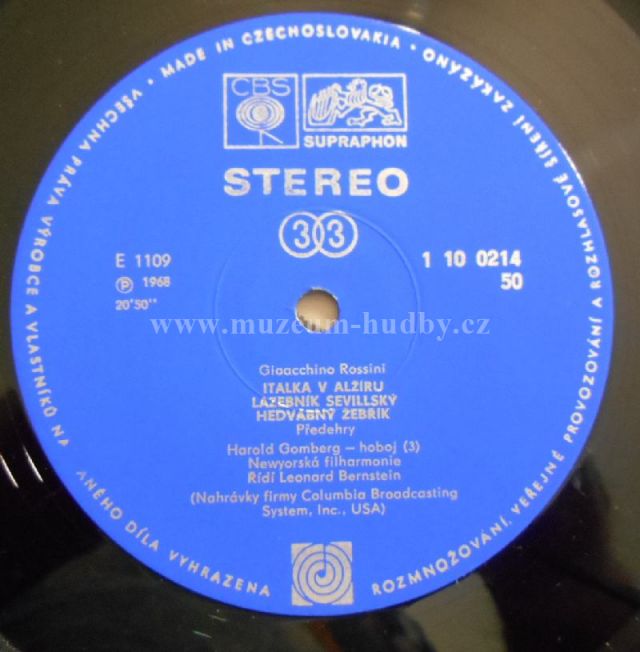 VŠECHNA PRÁVA VÝROBCE A VLASTNÍKŮ NA
ANÉHO DÍLA VYHRAZENA
ROZMNOŽOVÁNÍ, VEŘEJNÉ PROVOZOVÁNÍ A ROZHLASOVÉ ŠÍŘENÍ ZAKÁZÁNO •
MADE IN CZECHOSLOVAKIA •
CBS
SUPRAPHON
STEREO
33
E 1109
Ⓟ 1968
20'50''
1 10 0214
50
www.muzeum-hudby.cz
Gioacchino Rossini
ITALKA V ALŽÍRU
LAZEBNÍK SEVILLSKÝ
HEDVÁBNÝ ŽEBŘÍK
Předehry
Harold Gomberg – hoboj (3)
Newyorská filharmonie
Řídí Leonard Bernstein
(Nahrávky firmy Columbia Broadcasting
System, Inc., USA)